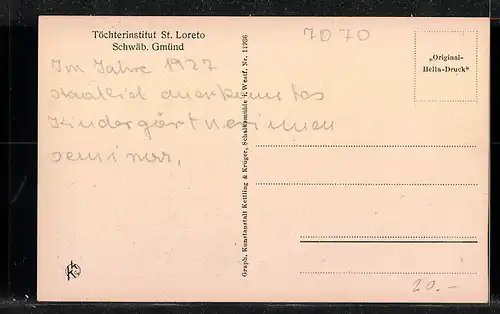 Töchterinstitut St. Loreto
Schwäb. Gmünd
7070
„Original-
Hella-Druck“
Im Jahre 1927
staatlich anerkanntes
Kindergärtnerinnen
seminar.
Graph. Kunstanstalt Kettling & Krüger, Schalksmühle i. Westf. Nr. 11936
20.-